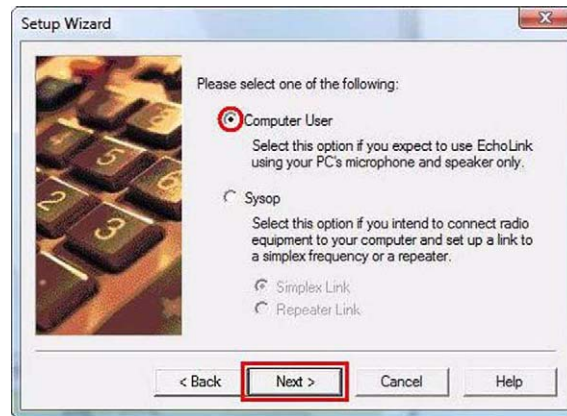 Setup Wizard
Please select one of the following:
Computer User
Select this option if you expect to use EchoLink
using your PC's microphone and speaker only.
Sysop
Select this option if you intend to connect radio
equipment to your computer and set up a link to
a simplex frequency or a repeater.
Simplex Link
Repeater Link
< Back Next > Cancel Help